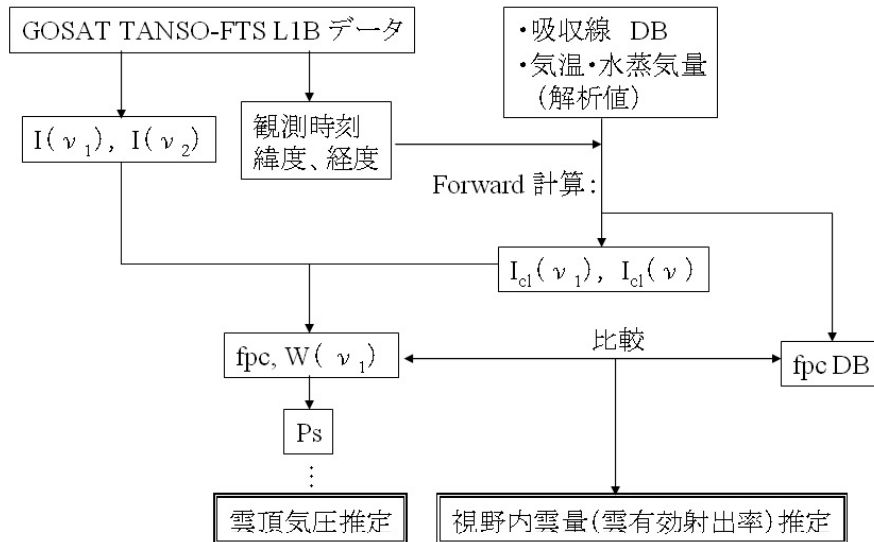 GOSAT TANSO-FTS L1B データ
・吸収線 DB
・気温・水蒸気量
(解析値)
I(ν1), I(ν2)
観測時刻
緯度、経度
Forward 計算:
Icl(ν1), Icl(ν)
比較
fpc, W(ν1)
fpc DB
Ps
⋮
雲頂気圧推定
視野内雲量(雲有効射出率)推定